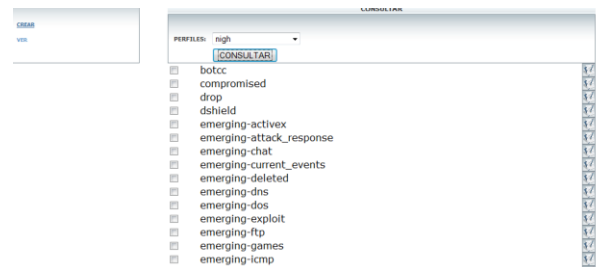 CONSULTAR
CREAR
VER
PERFILES: nigh
CONSULTAR
botcc
compromised
drop
dshield
emerging-activex
emerging-attack_response
emerging-chat
emerging-current_events
emerging-deleted
emerging-dns
emerging-dos
emerging-exploit
emerging-ftp
emerging-games
emerging-icmp